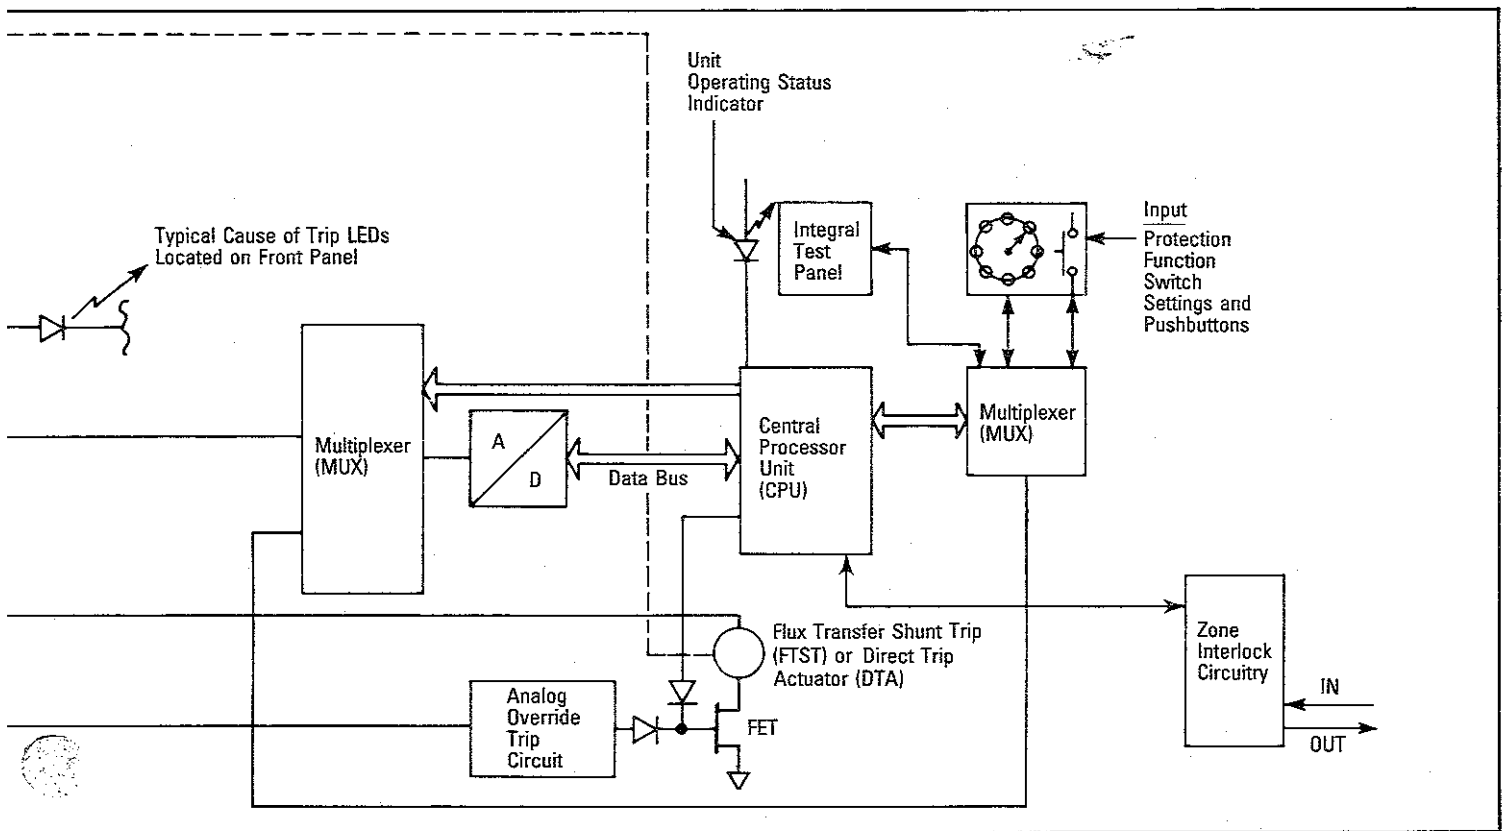 Unit
Operating Status
Indicator
Typical Cause of Trip LEDs
Located on Front Panel
Integral
Test
Panel
Input
Protection
Function
Switch
Settings and
Pushbuttons
Multiplexer
(MUX)
A
D
Data Bus
Central
Processor
Unit
(CPU)
Multiplexer
(MUX)
Flux Transfer Shunt Trip
(FTST) or Direct Trip
Actuator (DTA)
Analog
Override
Trip
Circuit
FET
Zone
Interlock
Circuitry
IN
OUT